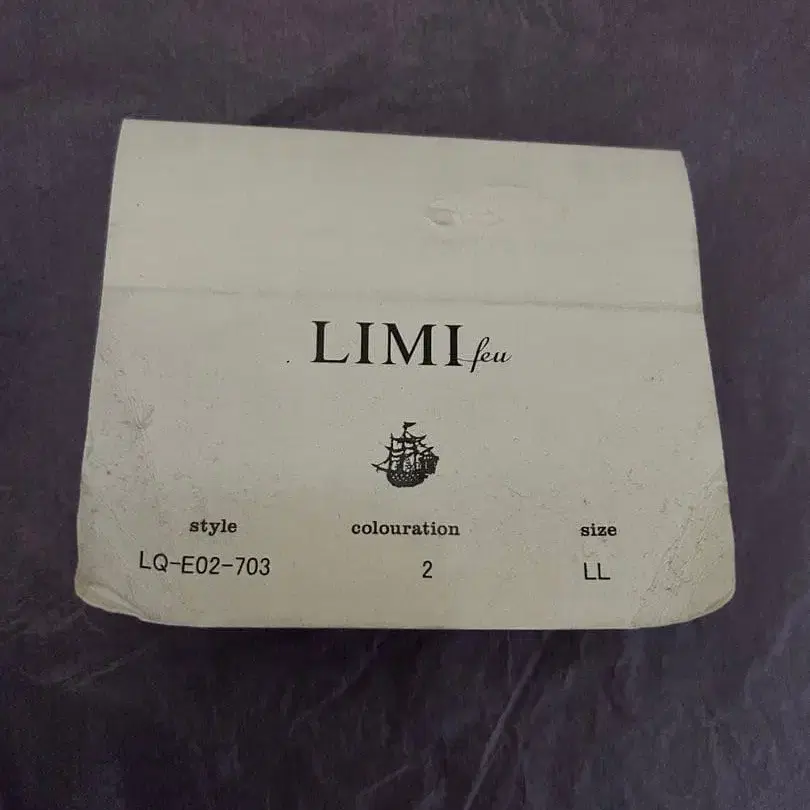 LIMI feu
style colouration size
LQ-E02-703 2 LL